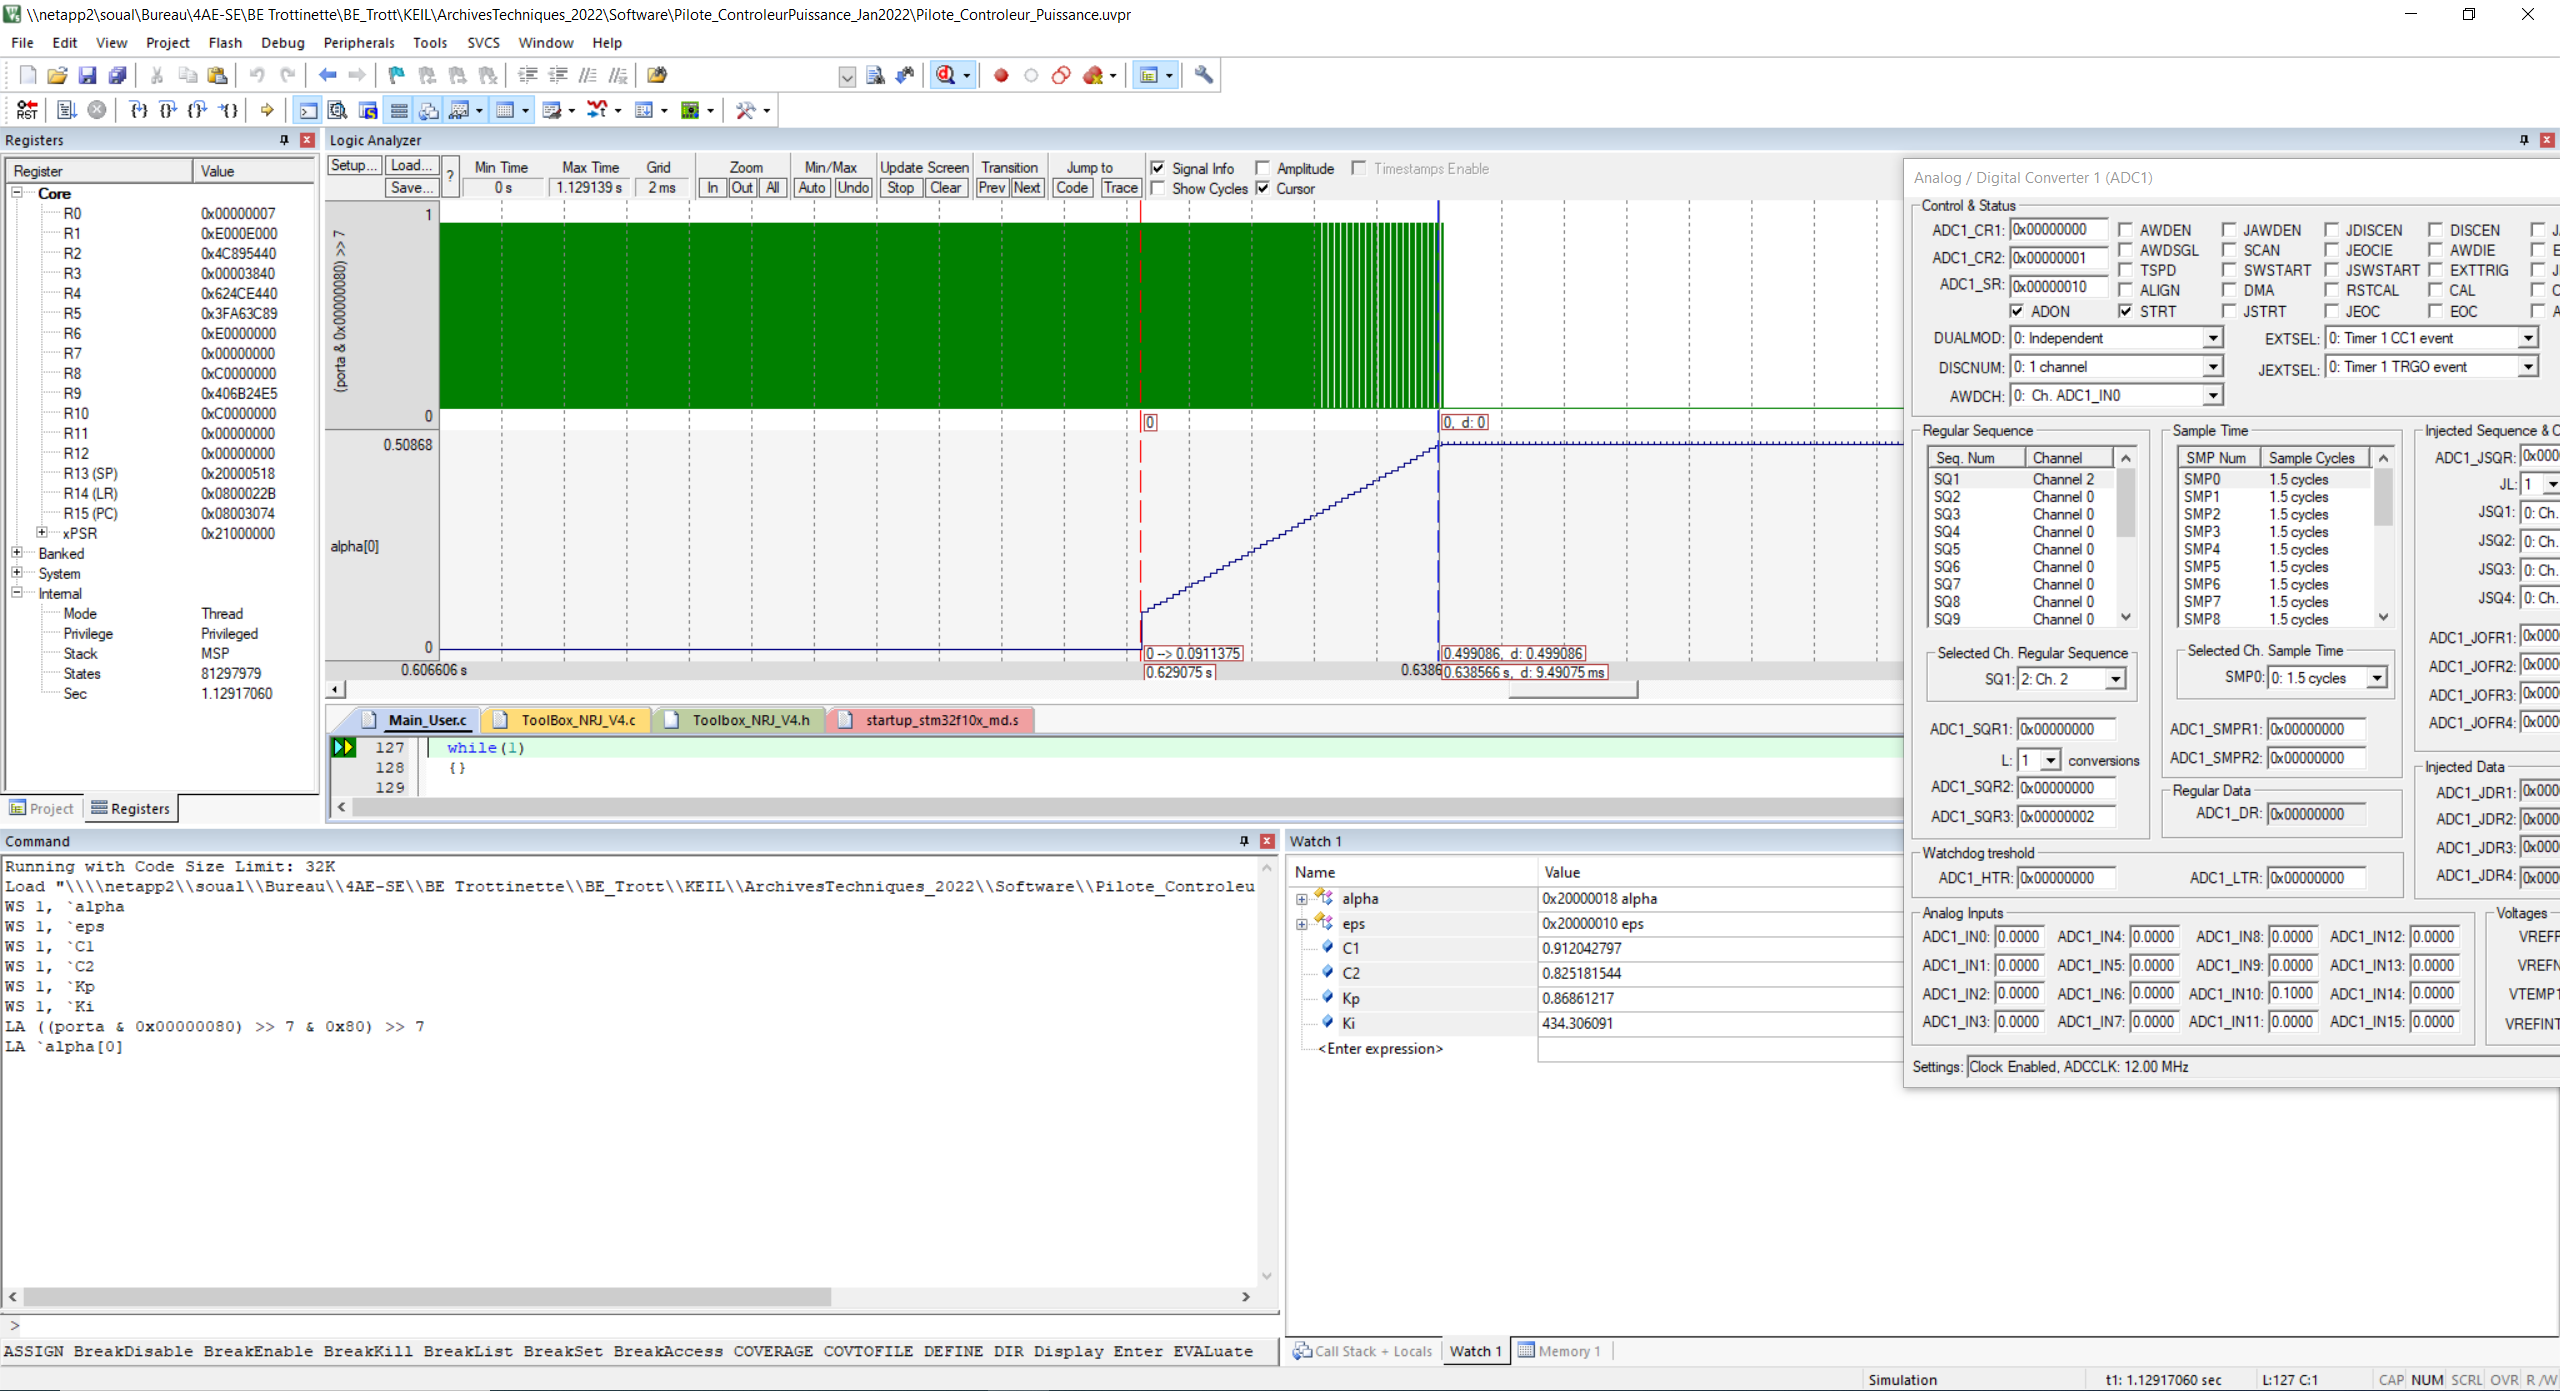 \\netapp2\soual\Bureau\4AE-SE\BE Trottinette\BE_Trott\KEIL\ArchivesTechniques_2022\Software\Pilote_ControleurPuissance_Jan2022\Pilote_Controleur_Puissance.uvpr
File Edit View Project Flash Debug Peripherals Tools SVCS Window Help
Registers
Register Value
Core
R0 0x00000007
R1 0xE000E000
R2 0x4C895440
R3 0x00003840
R4 0x624CE440
R5 0x3FA63C89
R6 0xE0000000
R7 0x00000000
R8 0xC0000000
R9 0x406B24E5
R10 0xC0000000
R11 0x00000000
R12 0x00000000
R13 (SP) 0x20000518
R14 (LR) 0x0800022B
R15 (PC) 0x08003074
xPSR 0x21000000
Banked
System
Internal
Mode Thread
Privilege Privileged
Stack MSP
States 81297979
Sec 1.12917060
Project Registers
Logic Analyzer
Setup... Load... Save... ?
Min Time Max Time Grid Zoom Min/Max Update Screen Transition Jump to
0 s 1.129139 s 2 ms In Out All Auto Undo Stop Clear Prev Next Code Trace
Signal Info Amplitude Timestamps Enable
Show Cycles Cursor
1
(porta & 0x00000080) >> 7
0
0 0, d: 0
0.50868
alpha[0]
0
0 --> 0.0911375 0.499086, d: 0.499086
0.606606 s 0.629075 s 0.6386 0.638566 s, d: 9.49075 ms
Main_User.c ToolBox_NRJ_V4.c Toolbox_NRJ_V4.h startup_stm32f10x_md.s
127 while(1)
128 {}
129
Command
Running with Code Size Limit: 32K
Load "\\\\netapp2\\soual\\Bureau\\4AE-SE\\BE Trottinette\\BE_Trott\\KEIL\\ArchivesTechniques_2022\\Software\\Pilote_Controleu
WS 1, `alpha
WS 1, `eps
WS 1, `C1
WS 1, `C2
WS 1, `Kp
WS 1, `Ki
LA ((porta & 0x00000080) >> 7 & 0x80) >> 7
LA `alpha[0]
>
ASSIGN BreakDisable BreakEnable BreakKill BreakList BreakSet BreakAccess COVERAGE COVTOFILE DEFINE DIR Display Enter EVALuate
Watch 1
Name Value
alpha 0x20000018 alpha
eps 0x20000010 eps
C1 0.912042797
C2 0.825181544
Kp 0.86861217
Ki 434.306091
<Enter expression>
Call Stack + Locals Watch 1 Memory 1
Analog / Digital Converter 1 (ADC1)
Control & Status
ADC1_CR1: 0x00000000 AWDEN JAWDEN JDISCEN DISCEN J
ADC1_CR2: 0x00000001 AWDSGL SCAN JEOCIE AWDIE E
TSPD SWSTART JSWSTART EXTTRIG J
ADC1_SR: 0x00000010 ALIGN DMA RSTCAL CAL C
ADON STRT JSTRT JEOC EOC A
DUALMOD: 0: Independent EXTSEL: 0: Timer 1 CC1 event
DISCNUM: 0: 1 channel JEXTSEL: 0: Timer 1 TRGO event
AWDCH: 0: Ch. ADC1_IN0
Regular Sequence
Seq. Num Channel
SQ1 Channel 2
SQ2 Channel 0
SQ3 Channel 0
SQ4 Channel 0
SQ5 Channel 0
SQ6 Channel 0
SQ7 Channel 0
SQ8 Channel 0
SQ9 Channel 0
Selected Ch. Regular Sequence
SQ1: 2: Ch. 2
ADC1_SQR1: 0x00000000
L: 1 conversions
ADC1_SQR2: 0x00000000
ADC1_SQR3: 0x00000002
Sample Time
SMP Num Sample Cycles
SMP0 1.5 cycles
SMP1 1.5 cycles
SMP2 1.5 cycles
SMP3 1.5 cycles
SMP4 1.5 cycles
SMP5 1.5 cycles
SMP6 1.5 cycles
SMP7 1.5 cycles
SMP8 1.5 cycles
Selected Ch. Sample Time
SMP0: 0: 1.5 cycles
ADC1_SMPR1: 0x00000000
ADC1_SMPR2: 0x00000000
Regular Data
ADC1_DR: 0x00000000
Injected Sequence & C
ADC1_JSQR: 0x000
JL: 1
JSQ1: 0: Ch.
JSQ2: 0: Ch.
JSQ3: 0: Ch.
JSQ4: 0: Ch.
ADC1_JOFR1: 0x000
ADC1_JOFR2: 0x000
ADC1_JOFR3: 0x000
ADC1_JOFR4: 0x000
Injected Data
ADC1_JDR1: 0x000
ADC1_JDR2: 0x000
ADC1_JDR3: 0x000
ADC1_JDR4: 0x000
Watchdog treshold
ADC1_HTR: 0x00000000 ADC1_LTR: 0x00000000
Analog Inputs
ADC1_IN0: 0.0000 ADC1_IN4: 0.0000 ADC1_IN8: 0.0000 ADC1_IN12: 0.0000
ADC1_IN1: 0.0000 ADC1_IN5: 0.0000 ADC1_IN9: 0.0000 ADC1_IN13: 0.0000
ADC1_IN2: 0.0000 ADC1_IN6: 0.0000 ADC1_IN10: 0.1000 ADC1_IN14: 0.0000
ADC1_IN3: 0.0000 ADC1_IN7: 0.0000 ADC1_IN11: 0.0000 ADC1_IN15: 0.0000
Voltages
VREFF
VREFN
VTEMP1
VREFINT
Settings: Clock Enabled, ADCCLK: 12.00 MHz
Simulation t1: 1.12917060 sec L:127 C:1 CAP NUM SCRL OVR R/W